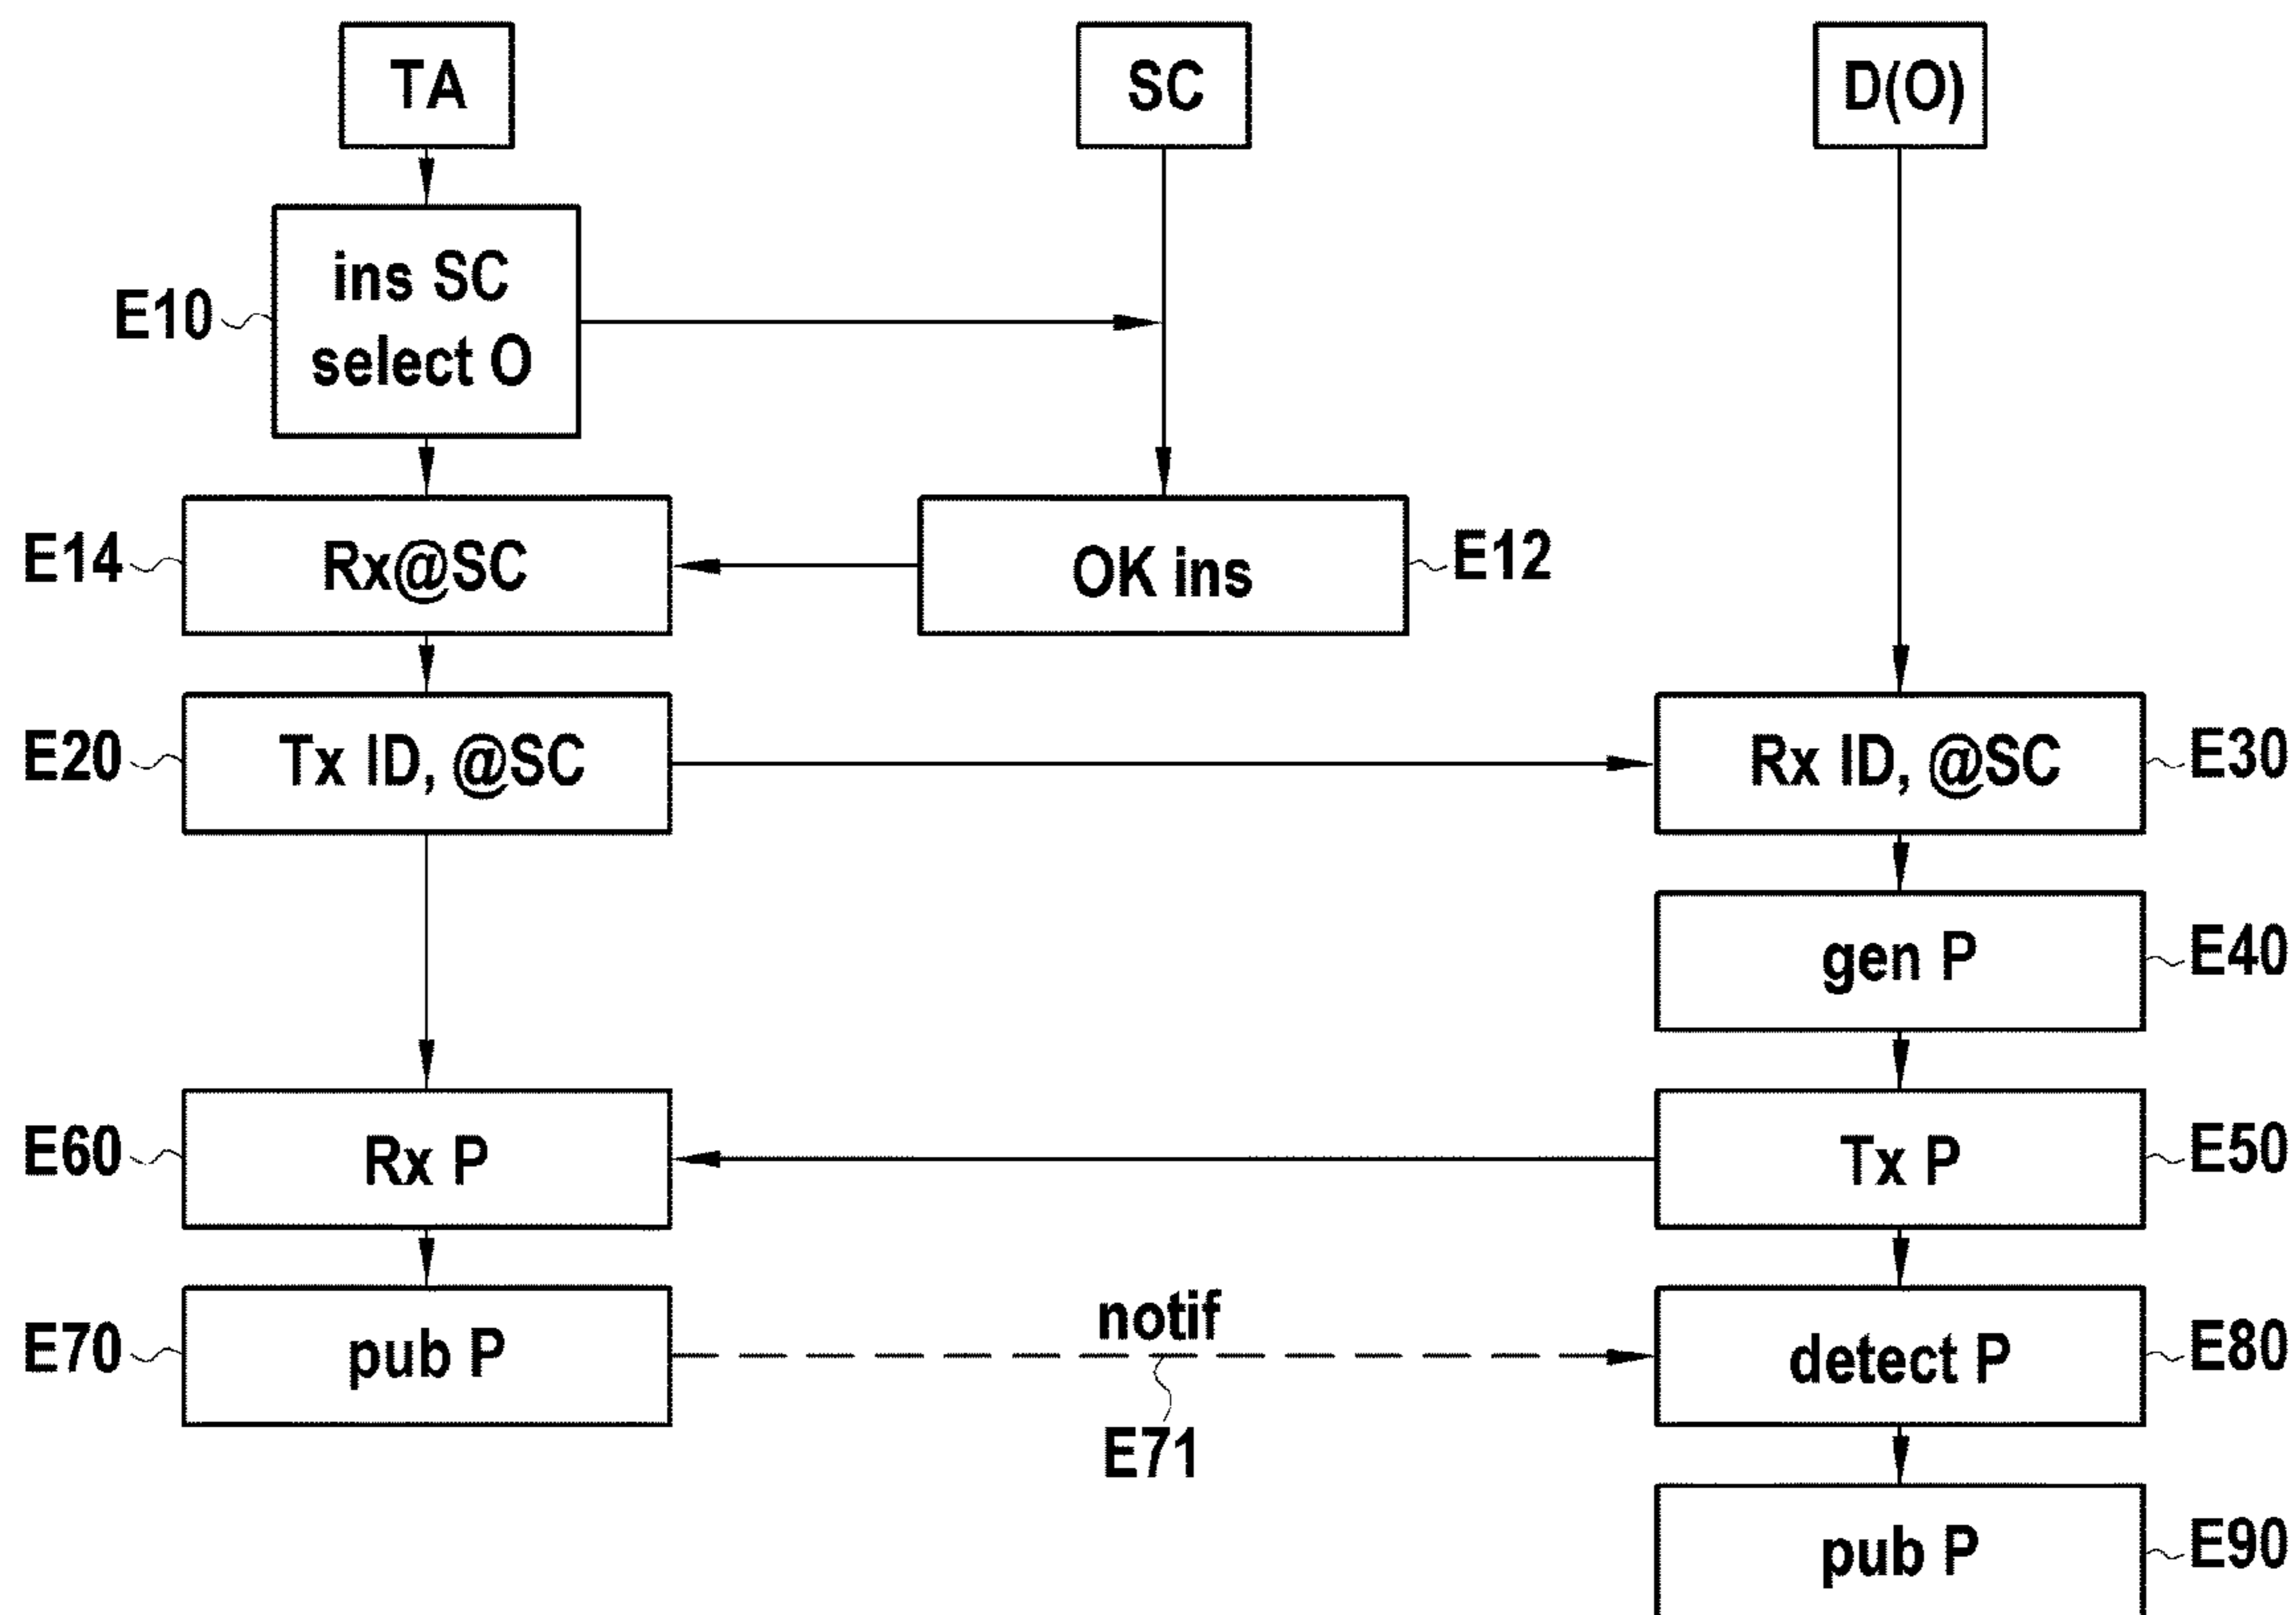 TA
SC
D(O)
ins SC
select O
E10
E14
Rx@SC
OK ins
E12
E20
Tx ID, @SC
Rx ID, @SC
E30
gen P
E40
E60
Rx P
Tx P
E50
E70
pub P
notif
E71
detect P
E80
pub P
E90